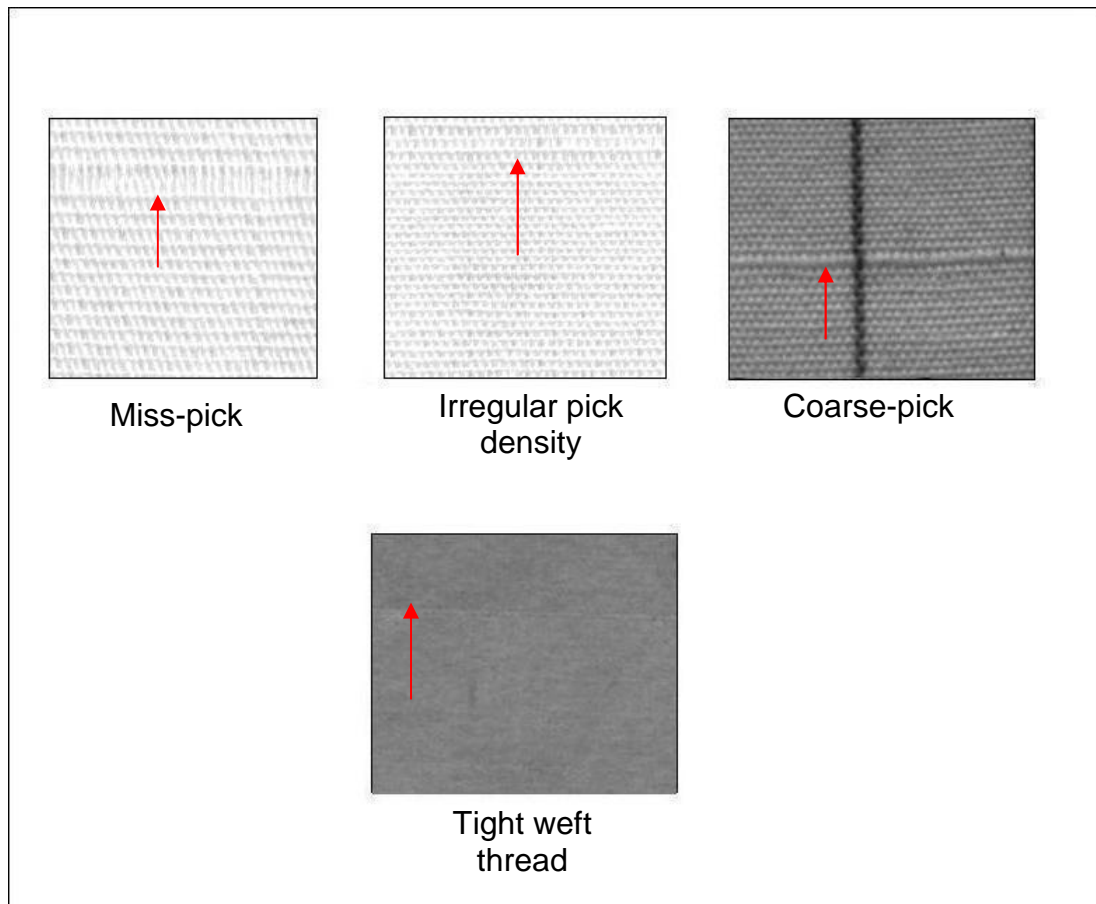 Miss-pick
Irregular pick
density
Coarse-pick
Tight weft
thread